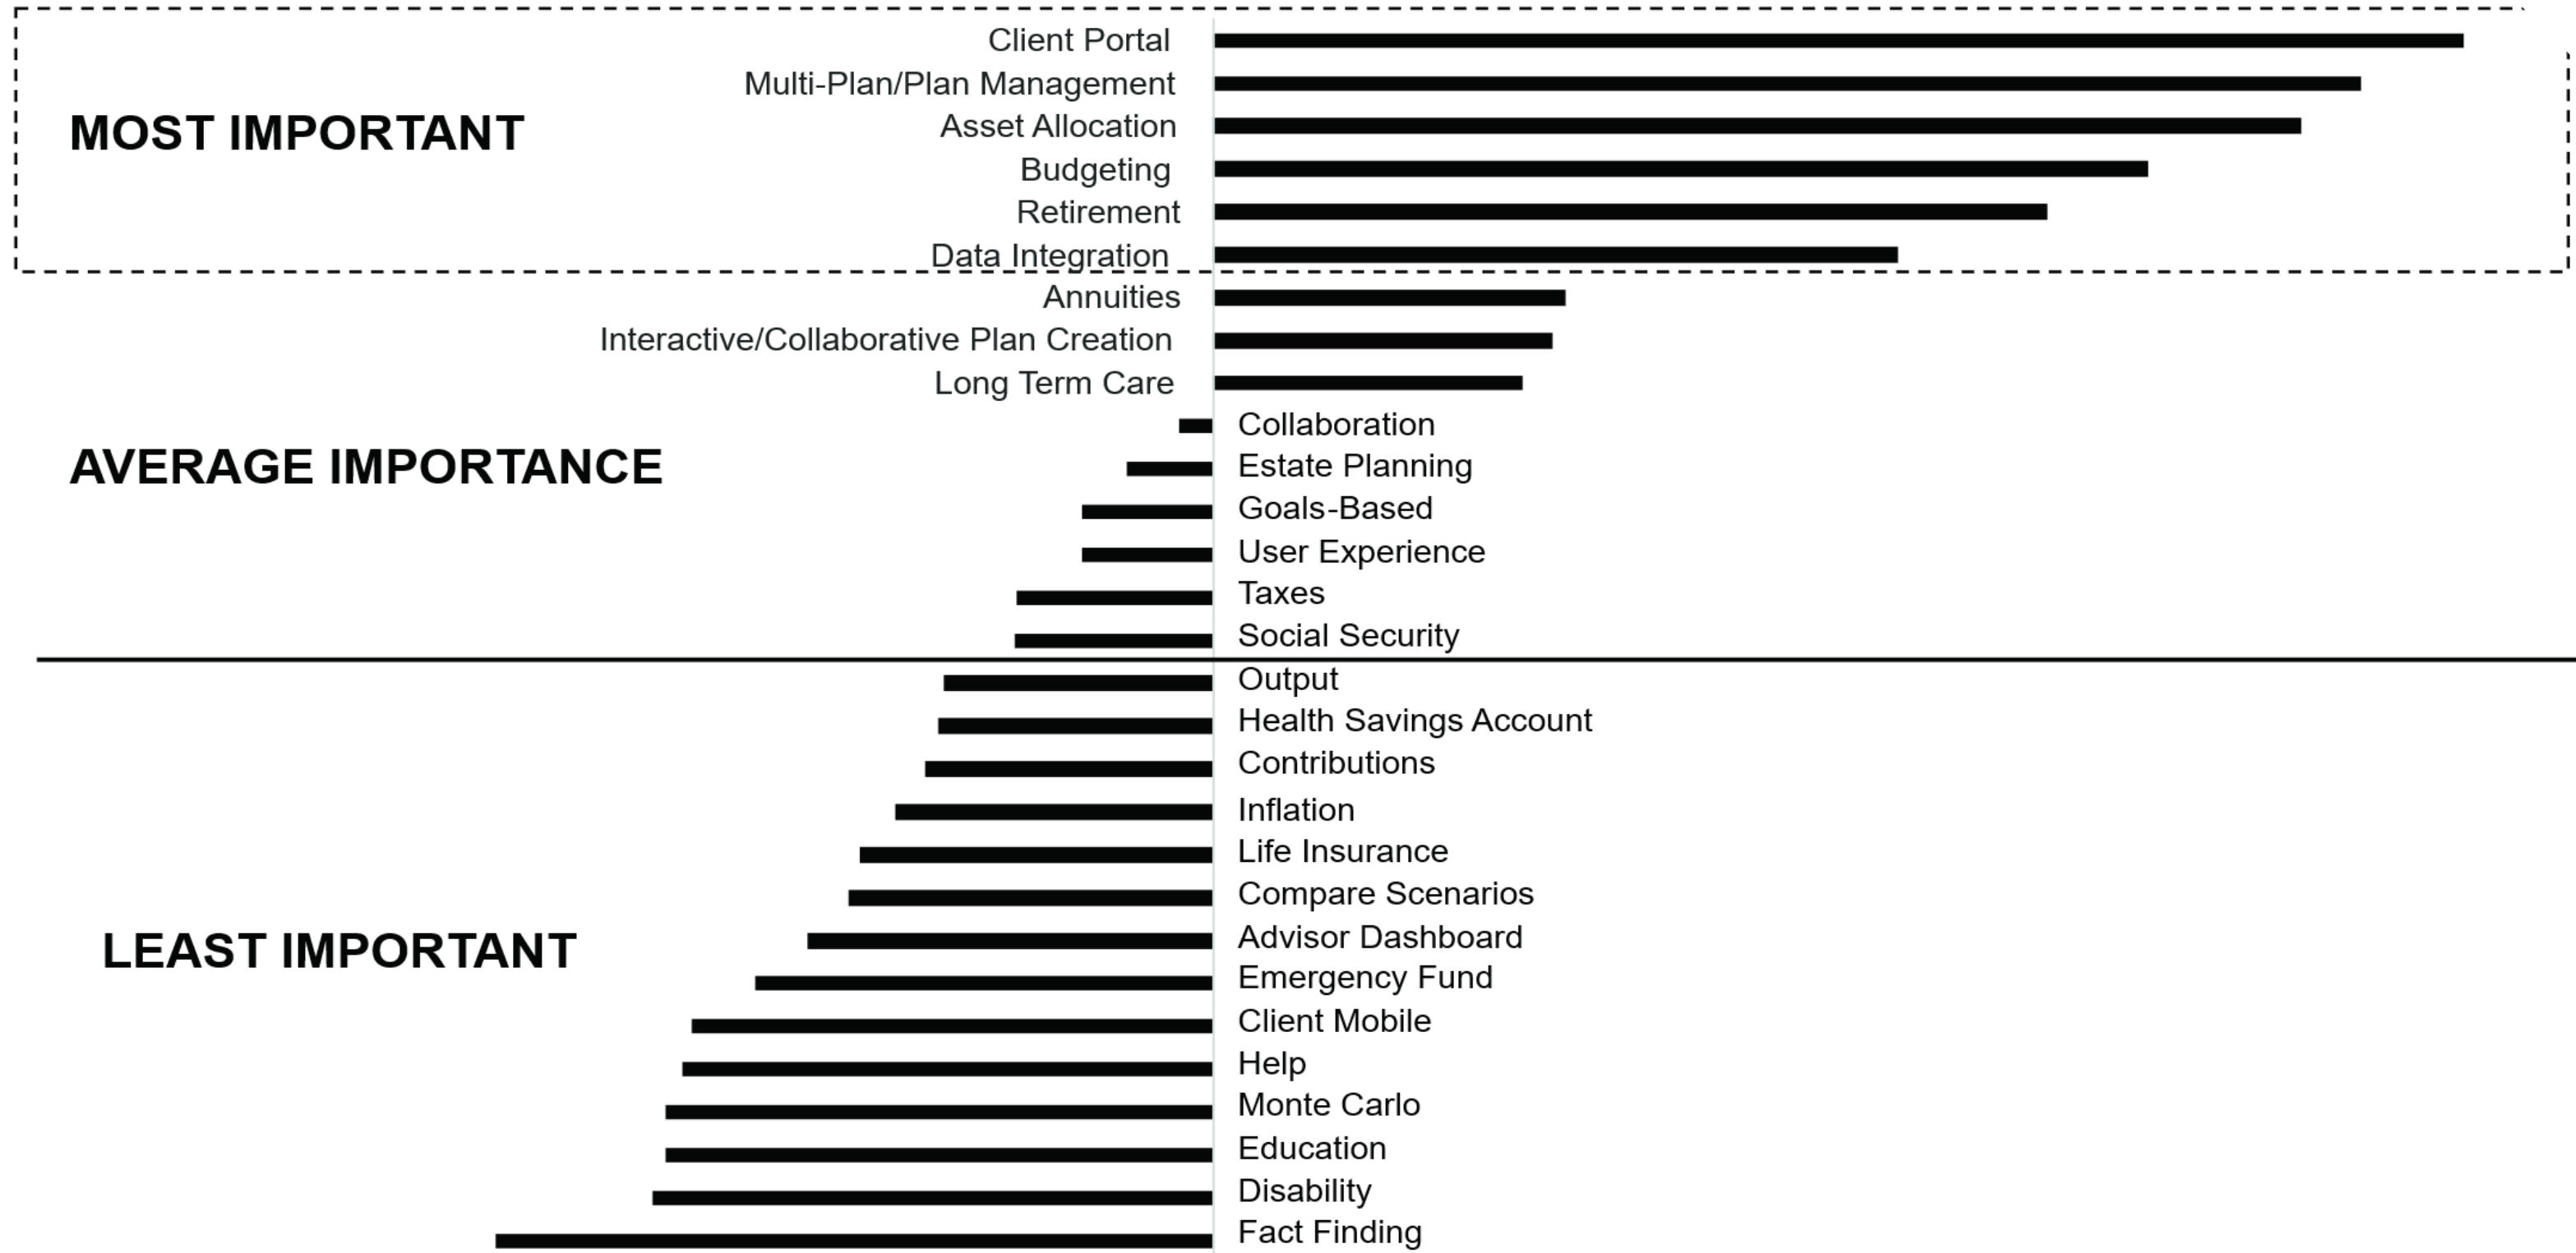 Client Portal
Multi-Plan/Plan Management
MOST IMPORTANT
Asset Allocation
Budgeting
Retirement
Data Integration
Annuities
Interactive/Collaborative Plan Creation
Long Term Care
Collaboration
AVERAGE IMPORTANCE
Estate Planning
Goals-Based
User Experience
Taxes
Social Security
Output
Health Savings Account
Contributions
Inflation
Life Insurance
Compare Scenarios
Advisor Dashboard
LEAST IMPORTANT
Emergency Fund
Client Mobile
Help
Monte Carlo
Education
Disability
Fact Finding